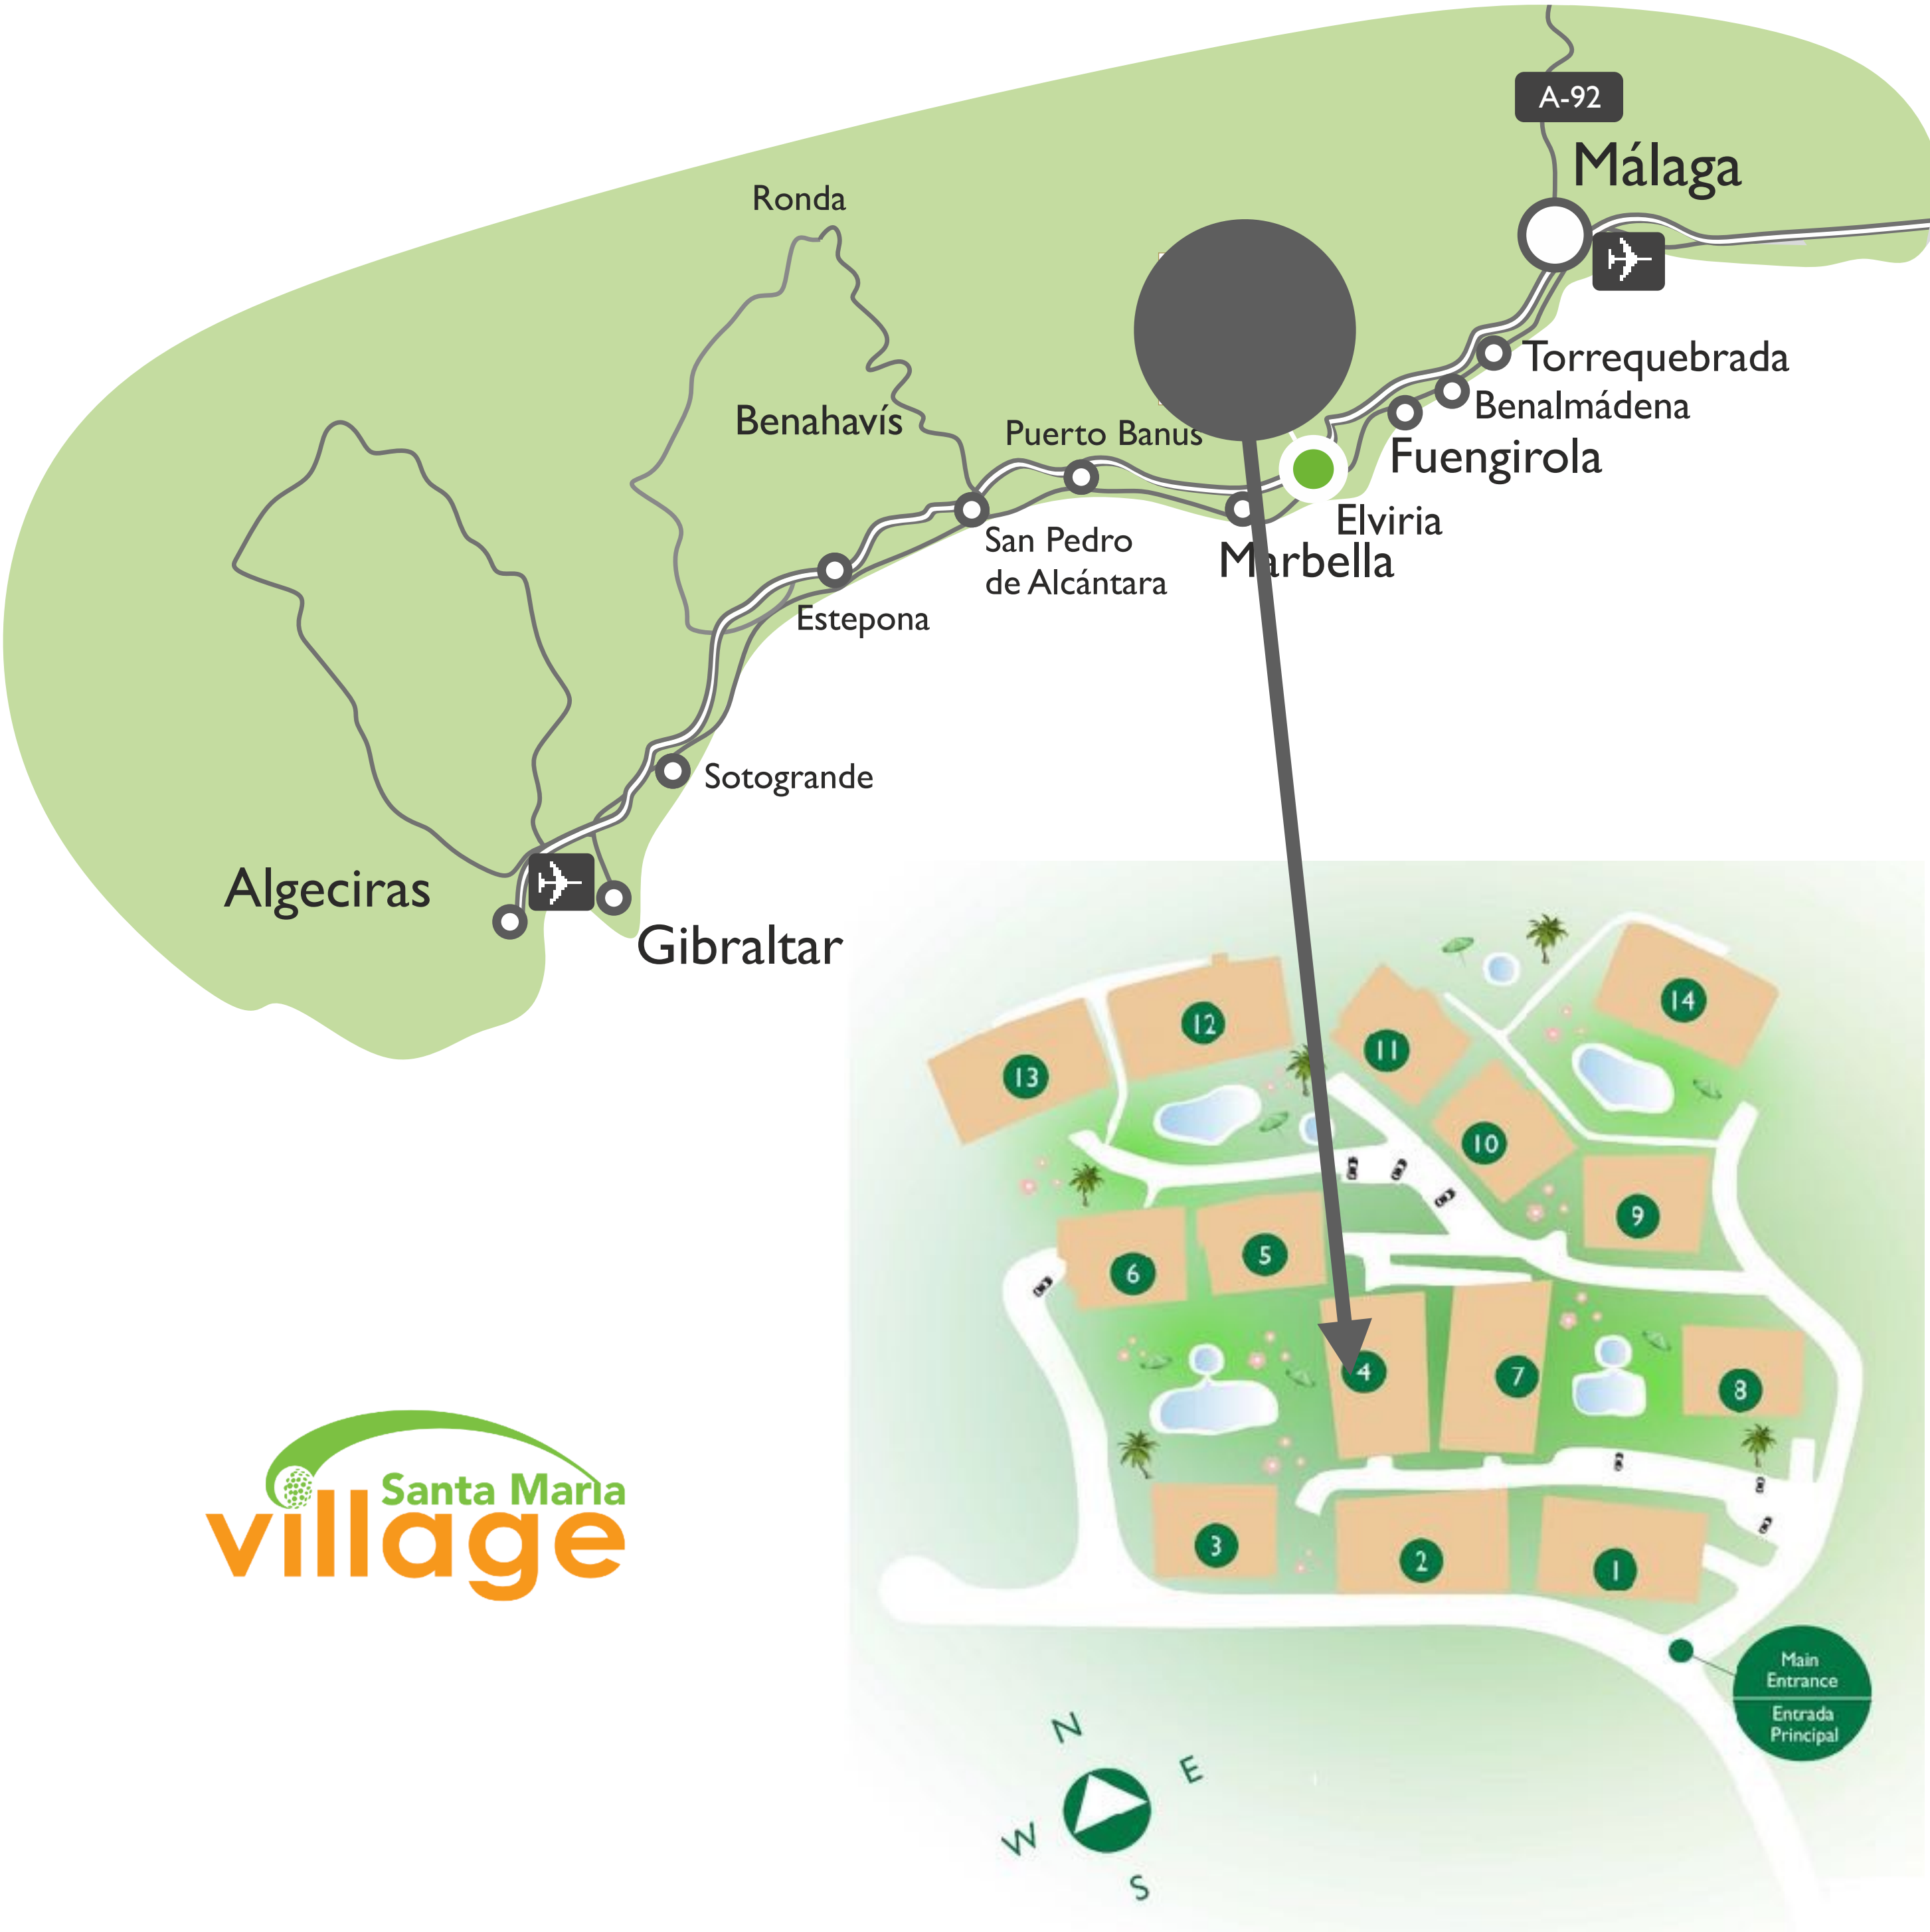 A-92
Málaga
Ronda
Torrequebrada
Benalmádena
Benahavís
Puerto Banus
Fuengirola
Elviria
San Pedro
de Alcántara
Marbella
Estepona
Sotogrande
Algeciras
Gibraltar
14
12
11
13
10
9
5
6
4
7
8
Santa Maria
village
3
2
1
Main
Entrance
Entrada
Principal
N
E
W
S